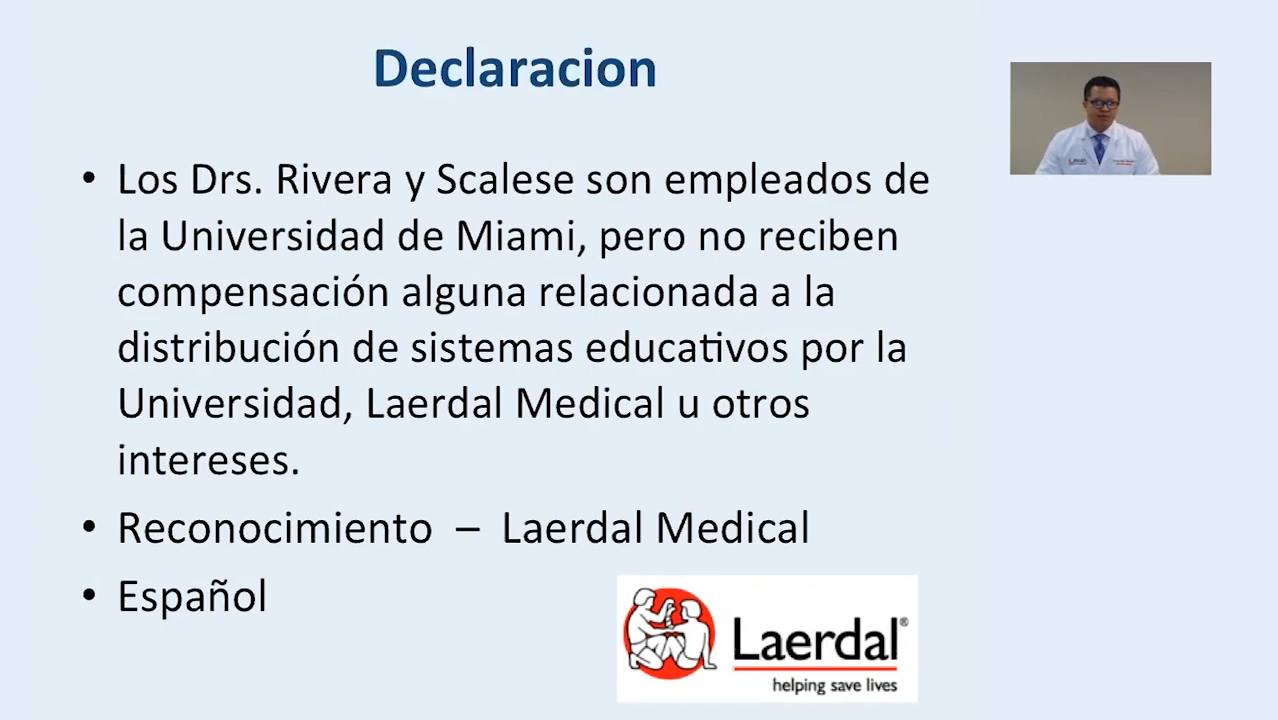 Declaracion
• Los Drs. Rivera y Scalese son empleados de
la Universidad de Miami, pero no reciben
compensación alguna relacionada a la
distribución de sistemas educativos por la
Universidad, Laerdal Medical u otros
intereses.
• Reconocimiento – Laerdal Medical
• Español
Laerdal®
helping save lives